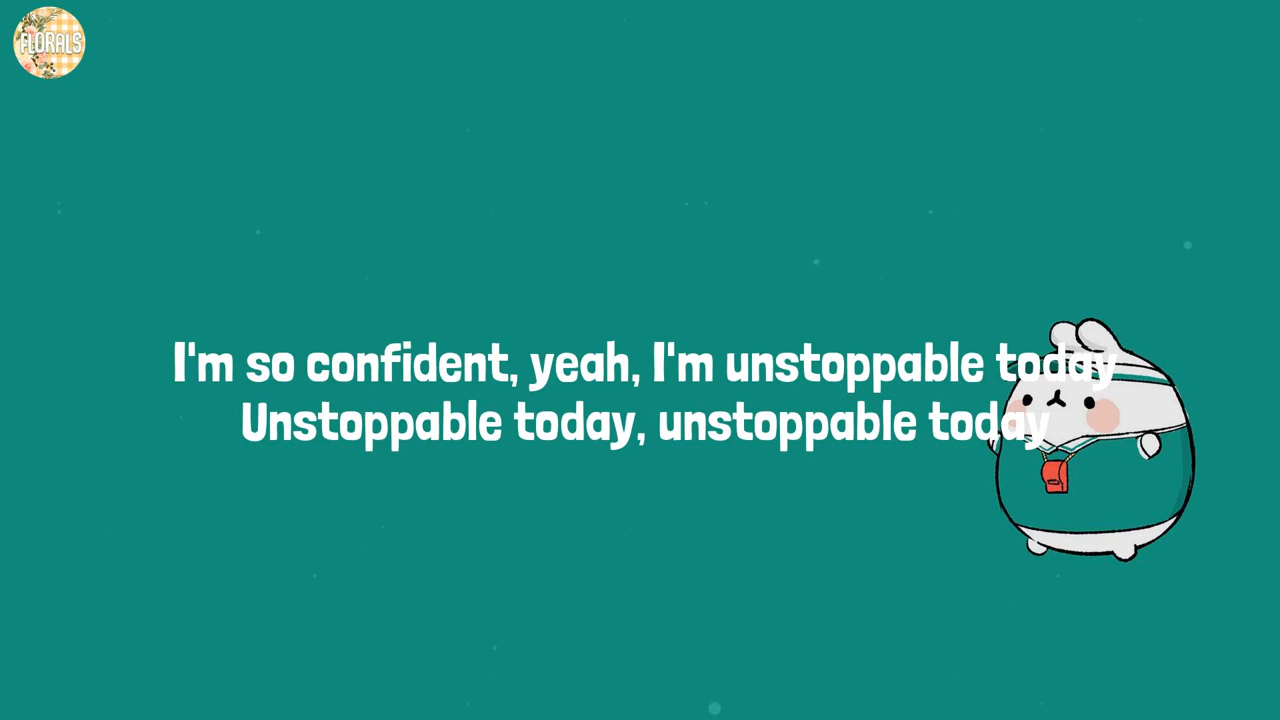 FLORALS
I'm so confident, yeah, I'm unstoppable today
Unstoppable today, unstoppable today